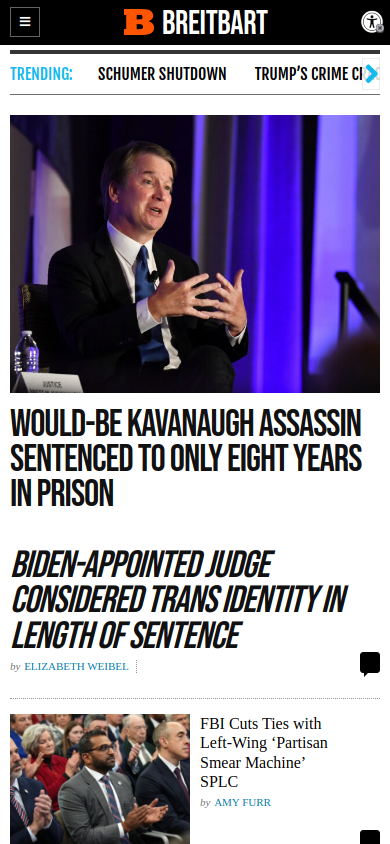 BREITBART
TRENDING: SCHUMER SHUTDOWN TRUMP'S CRIME
JUSTICE
WOULD-BE KAVANAUGH ASSASSIN
SENTENCED TO ONLY EIGHT YEARS
IN PRISON
BIDEN-APPOINTED JUDGE
CONSIDERED TRANS IDENTITY IN
LENGTH OF SENTENCE
by ELIZABETH WEIBEL
FBI Cuts Ties with
Left-Wing ‘Partisan
Smear Machine’
SPLC
by AMY FURR